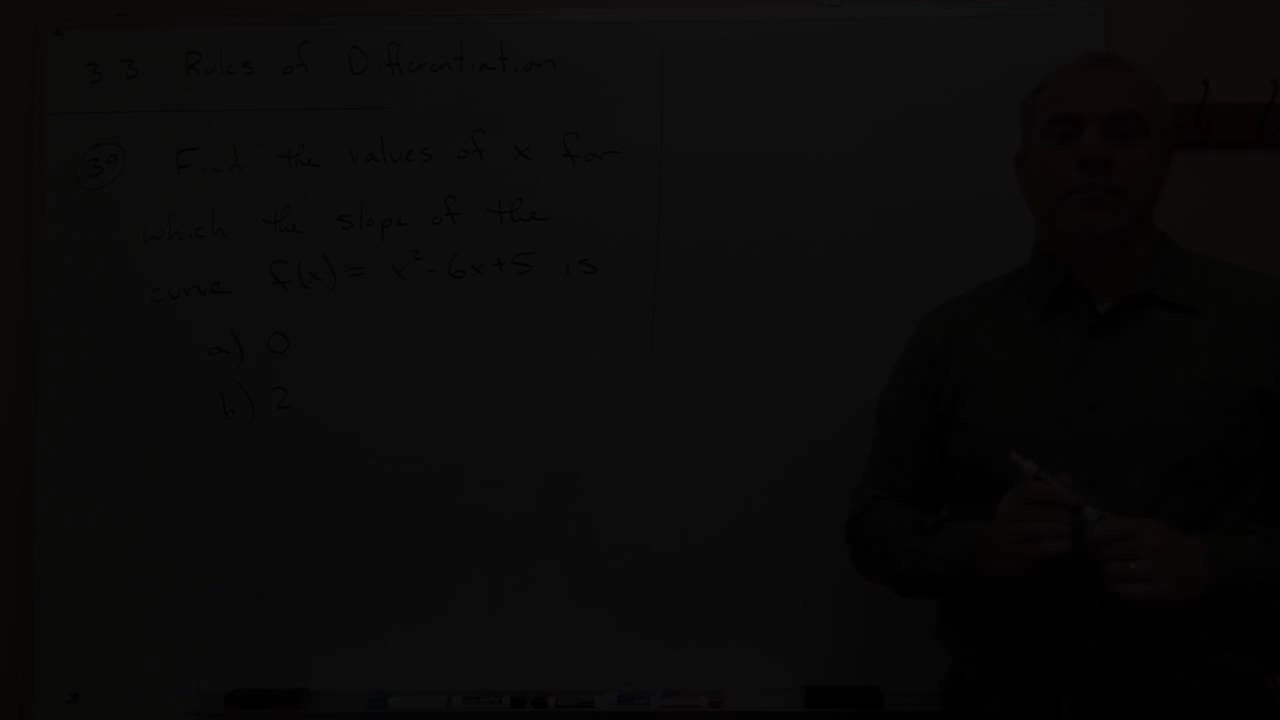 3.3 Rules of Differentiation
39 Find the values of x for
which the slope of the
curve f(x) = x² - 6x + 5 is
a) 0
b) 2